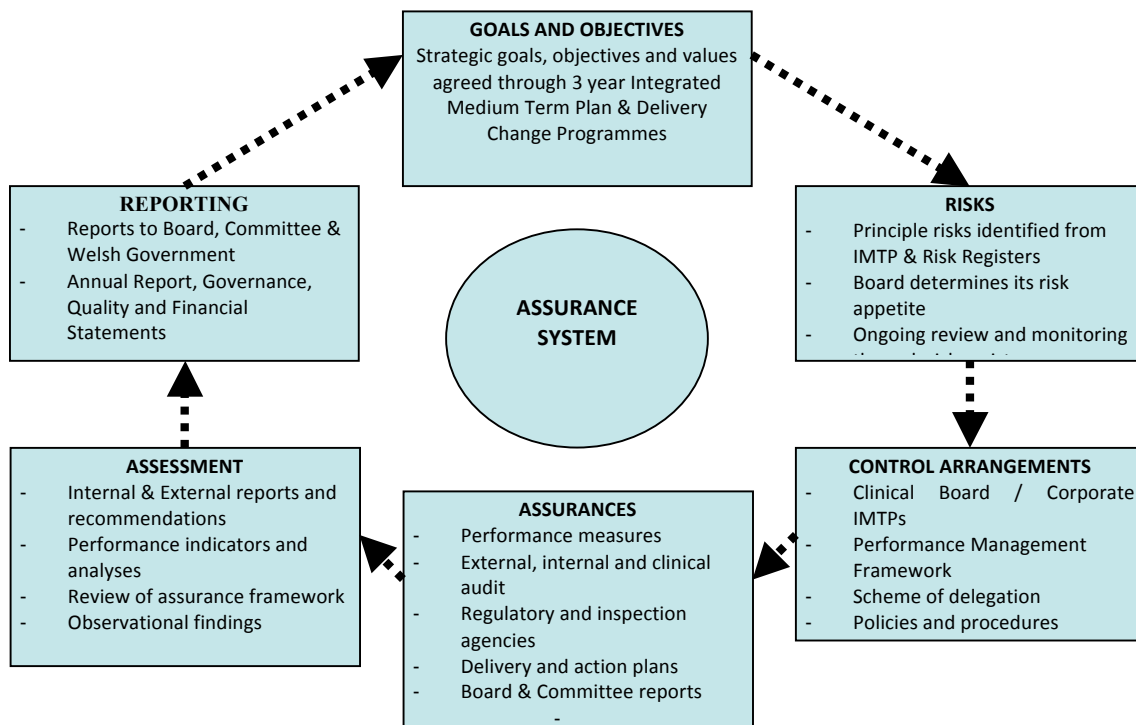 GOALS AND OBJECTIVES
Strategic goals, objectives and values
agreed through 3 year Integrated
Medium Term Plan & Delivery
Change Programmes
REPORTING
- Reports to Board, Committee &
Welsh Government
- Annual Report, Governance,
Quality and Financial
Statements
RISKS
- Principle risks identified from
IMTP & Risk Registers
- Board determines its risk
appetite
- Ongoing review and monitoring
ASSURANCE
SYSTEM
ASSESSMENT
- Internal & External reports and
recommendations
- Performance indicators and
analyses
- Review of assurance framework
- Observational findings
ASSURANCES
- Performance measures
- External, internal and clinical
audit
- Regulatory and inspection
agencies
- Delivery and action plans
- Board & Committee reports
-
CONTROL ARRANGEMENTS
- Clinical Board / Corporate
IMTPs
- Performance Management
Framework
- Scheme of delegation
- Policies and procedures